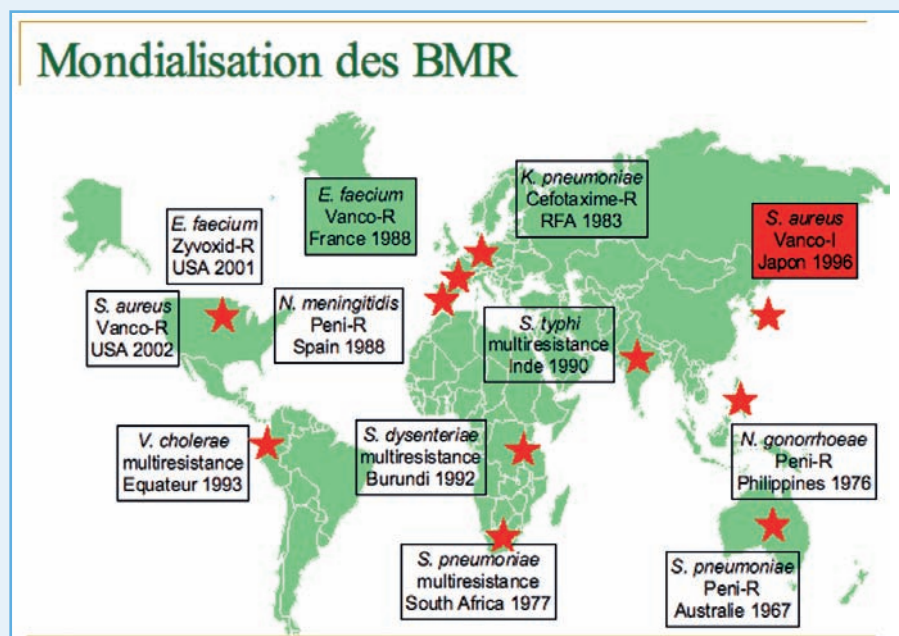 Mondialisation des BMR
E. faecium
Vanco-R
France 1988
K. pneumoniae
Cefotaxime-R
RFA 1983
S. aureus
Vanco-I
Japon 1996
E. faecium
Zyvoxid-R
USA 2001
S. aureus
Vanco-R
USA 2002
N. meningitidis
Peni-R
Spain 1988
S. typhi
multiresistance
Inde 1990
V. cholerae
multiresistance
Equateur 1993
S. dysenteriae
multiresistance
Burundi 1992
N. gonorrhoeae
Peni-R
Philippines 1976
S. pneumoniae
multiresistance
South Africa 1977
S. pneumoniae
Peni-R
Australie 1967